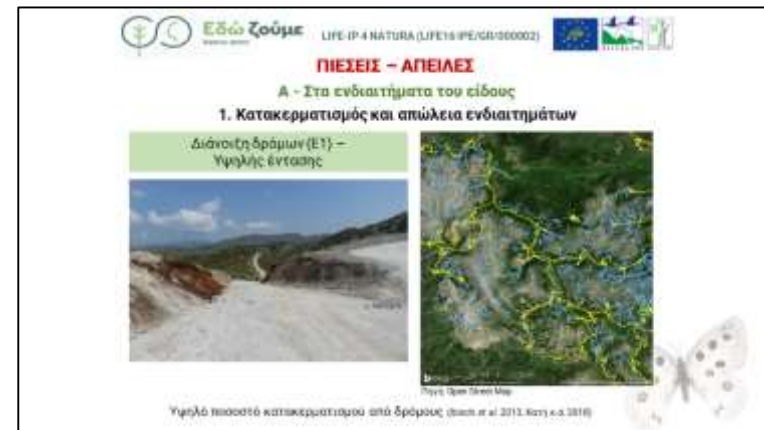 Εδώ ζούμε
LIFE-IP 4 NATURA (LIFE16 IPE/GR/000002)
ΠΙΕΣΕΙΣ – ΑΠΕΙΛΕΣ
Α - Στα ενδιαιτήματα του είδους
1. Κατακερματισμός και απώλεια ενδιαιτημάτων
Διάνοιξη δρόμων (Ε1) –
Υψηλής έντασης
Πηγή: Open Street Map
Υψηλό ποσοστό κατακερματισμού από δρόμους